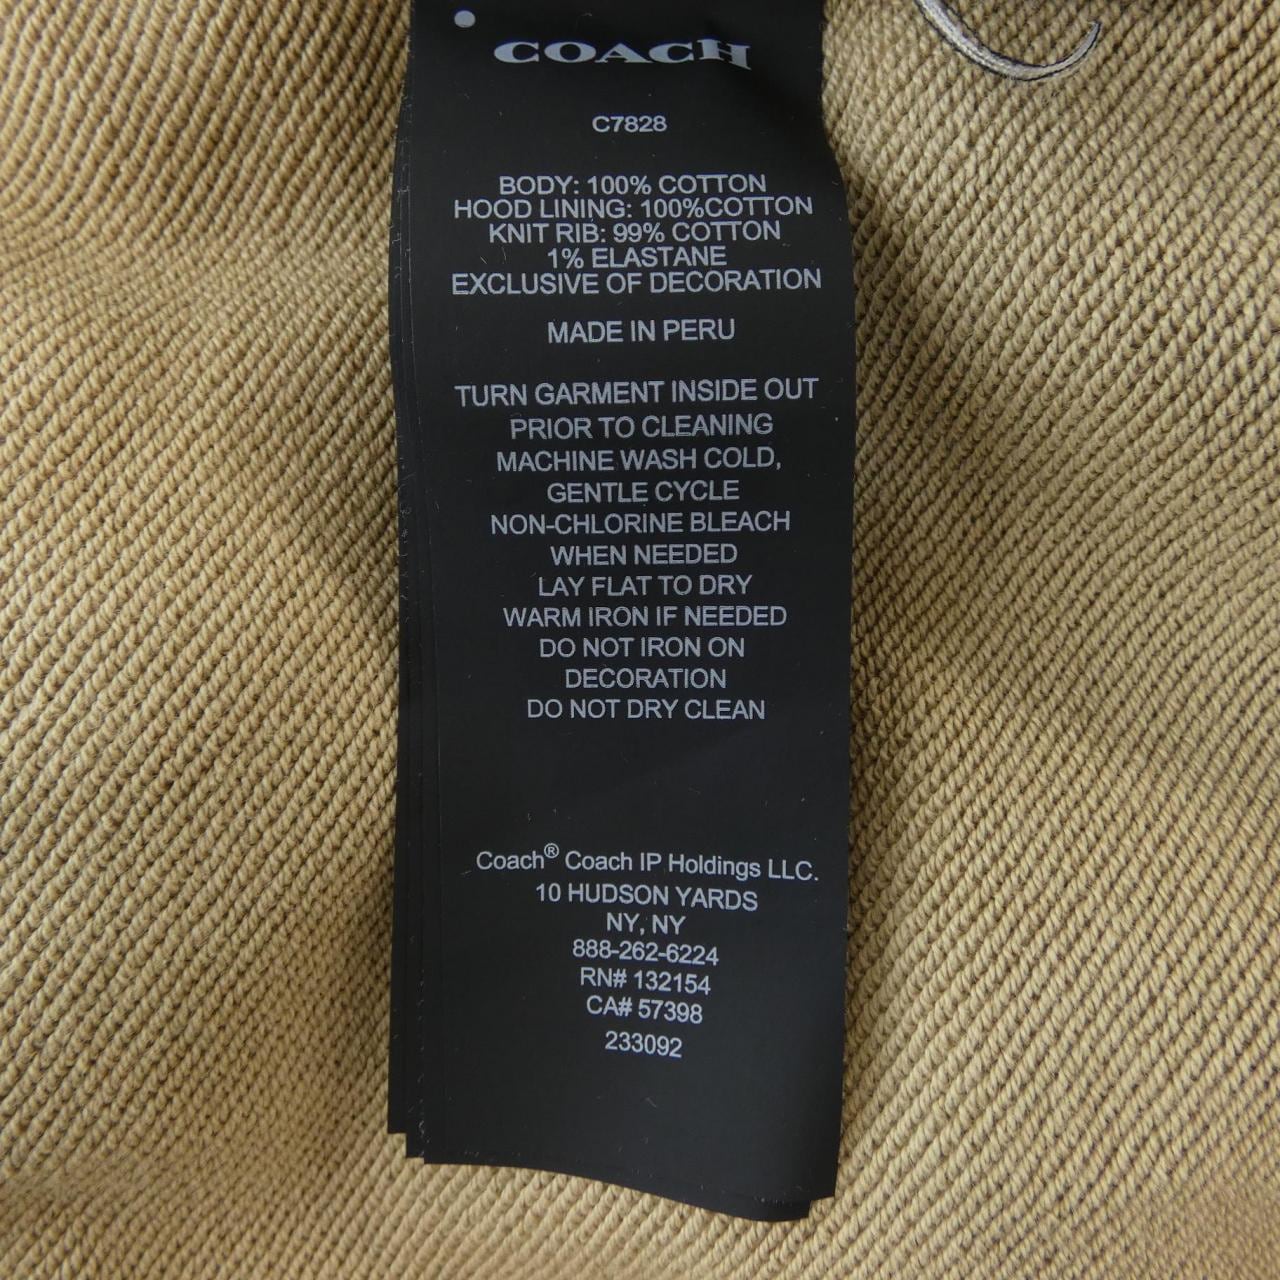 COACH
C7828
BODY: 100% COTTON
HOOD LINING: 100%COTTON
KNIT RIB: 99% COTTON
1% ELASTANE
EXCLUSIVE OF DECORATION
MADE IN PERU
TURN GARMENT INSIDE OUT
PRIOR TO CLEANING
MACHINE WASH COLD,
GENTLE CYCLE
NON-CHLORINE BLEACH
WHEN NEEDED
LAY FLAT TO DRY
WARM IRON IF NEEDED
DO NOT IRON ON
DECORATION
DO NOT DRY CLEAN
Coach® Coach IP Holdings LLC.
10 HUDSON YARDS
NY, NY
888-262-6224
RN# 132154
CA# 57398
233092